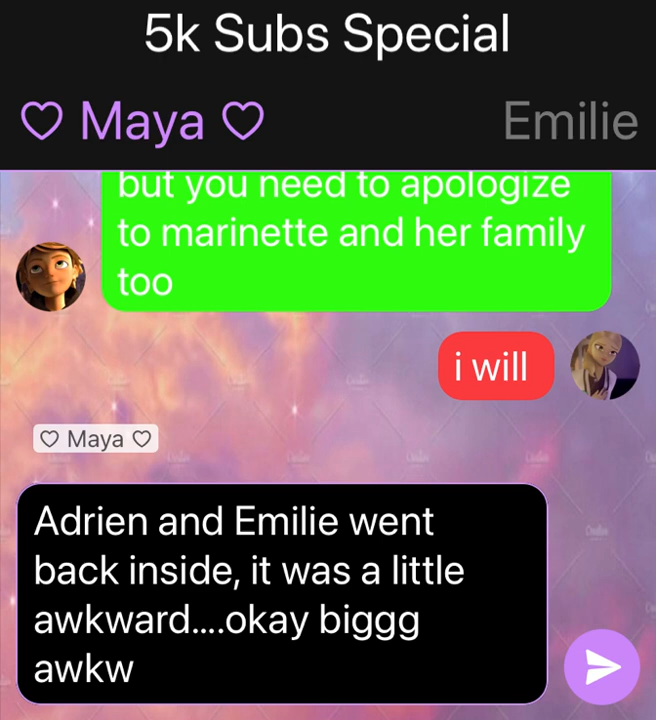 5k Subs Special
♡ Maya ♡
Emilie
but you need to apologize
to marinette and her family
too
i will
♡ Maya ♡
Adrien and Emilie went
back inside, it was a little
awkward....okay biggg
awkw